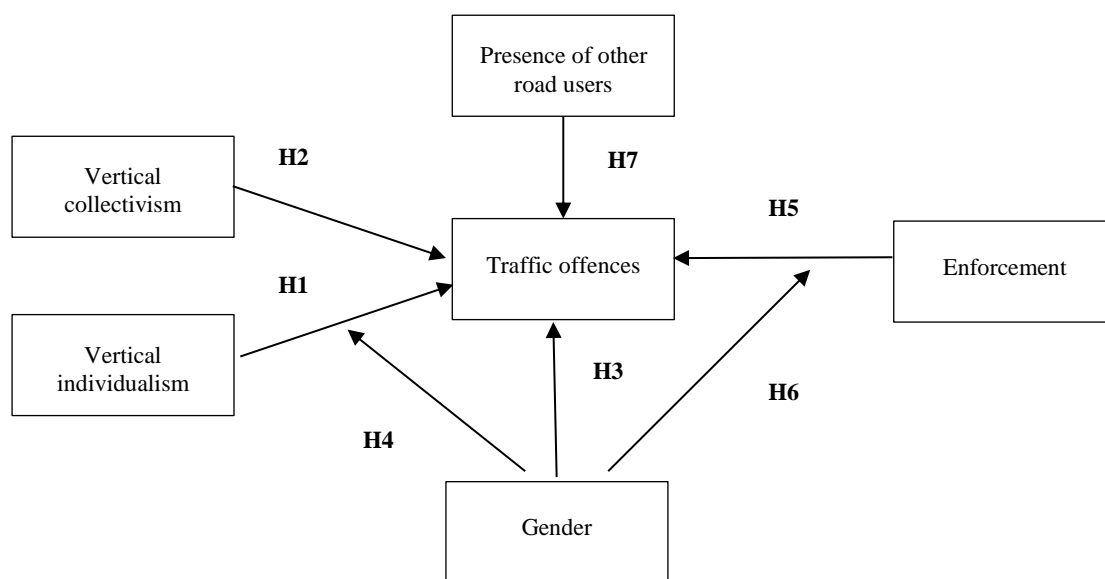 Presence of other
road users
H2
H7
Vertical
collectivism
H5
Traffic offences
Enforcement
H1
Vertical
individualism
H3
H6
H4
Gender